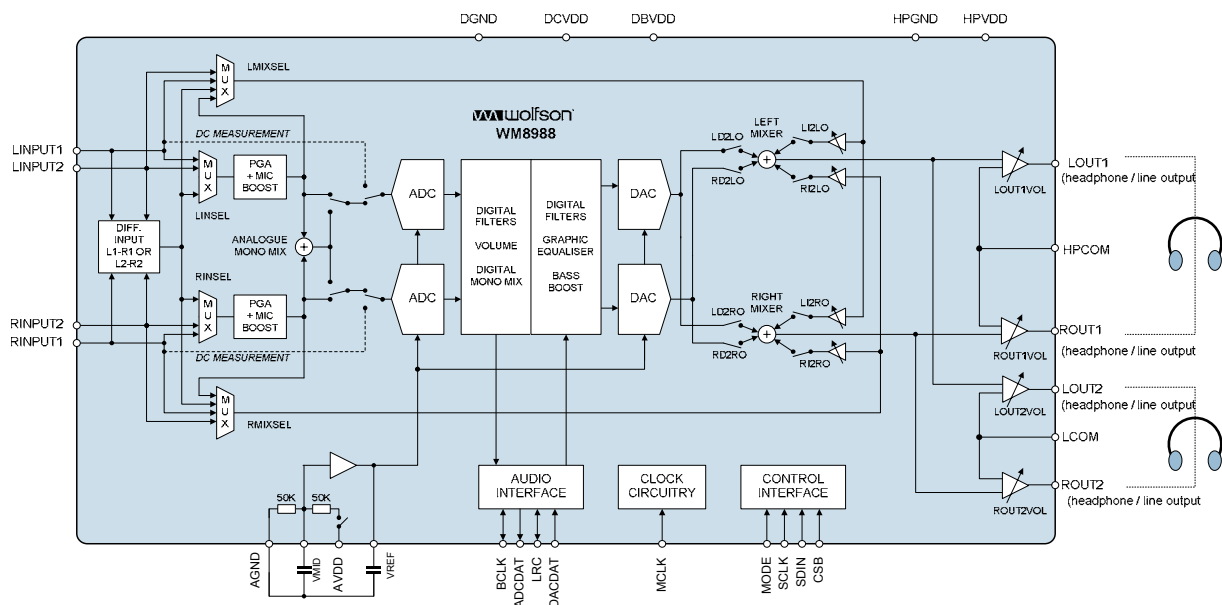 DGND
DCVDD
DBVDD
HPGND
HPVDD
MUX
LMIXSEL
wolfson
WM8988
DC MEASUREMENT
LINPUT1
LINPUT2
MUX
PGA
+ MIC
BOOST
LINSEL
ADC
DIGITAL
FILTERS
VOLUME
DIGITAL
MONO MIX
DIGITAL
FILTERS
GRAPHIC
EQUALISER
BASS
BOOST
DAC
LEFT
MIXER
LD2LO
LI2LO
RD2LO
RI2LO
LOUT1VOL
LOUT1
(headphone / line output
DIFF.
INPUT
L1-R1 OR
L2-R2
ANALOGUE
MONO MIX
HPCOM
RINSEL
MUX
PGA
+ MIC
BOOST
ADC
DAC
RIGHT
MIXER
LD2RO
LI2RO
RD2RO
RI2RO
RINPUT2
RINPUT1
DC MEASUREMENT
ROUT1
ROUT1VOL
(headphone / line output
MUX
RMIXSEL
LOUT2
LOUT2VOL
(headphone / line output
LCOM
ROUT2
ROUT2VOL
(headphone / line output
50K
50K
AUDIO
INTERFACE
CLOCK
CIRCUITRY
CONTROL
INTERFACE
AGND
VMID
AVDD
VREF
BCLK
ADCDAT
LRC
DACDAT
MCLK
MODE
SCLK
SDIN
CSB